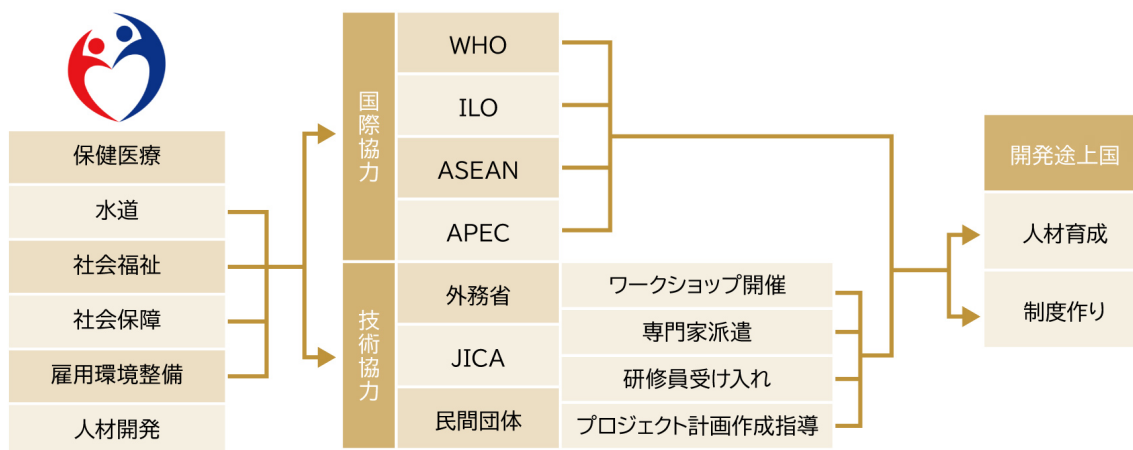 保健医療
水道
社会福祉
社会保障
雇用環境整備
人材開発
国際協力
WHO
ILO
ASEAN
APEC
技術協力
外務省
JICA
民間団体
ワークショップ開催
専門家派遣
研修員受け入れ
プロジェクト計画作成指導
開発途上国
人材育成
制度作り